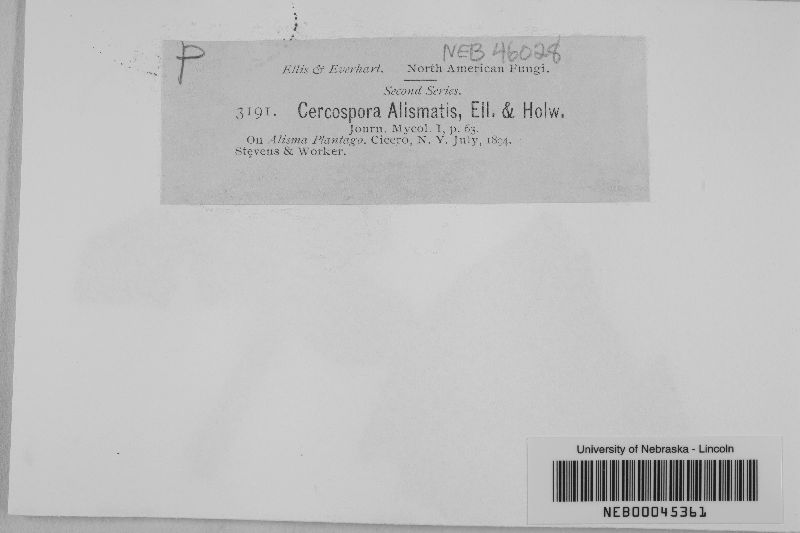 P
NEB 46028
Ellis & Everhart. North American Fungi.
Second Series.
3191. Cercospora Alismatis, Ell. & Holw.
Journ. Mycol. I, p. 63.
On Alisma Plantago. Cicero, N. Y. July, 1894.
Stevens & Worker.
University of Nebraska - Lincoln
NEB00045361